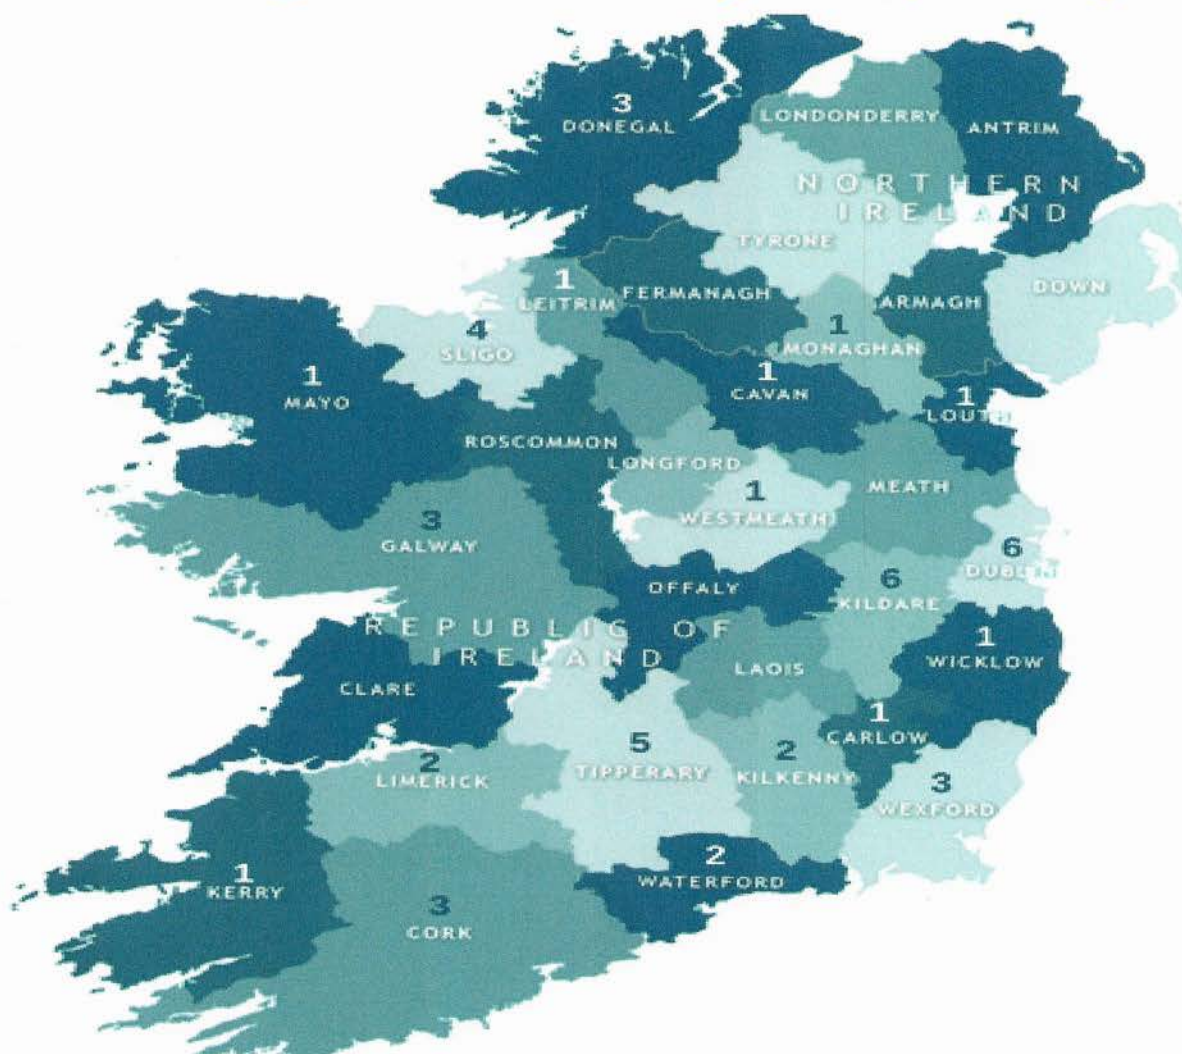 3
DONEGAL
LONDONDERRY
ANTRIM
NORTHERN
IRELAND
TYRONE
1
LEITRIM
FERMANAGH
ARMAGH
DOWN
4
SLIGO
1
MONAGHAN
1
MAYO
1
CAVAN
1
LOUTH
ROSCOMMON
LONGFORD
MEATH
1
WESTMEATH
3
GALWAY
6
DUBLIN
OFFALY
6
KILDARE
REPUBLIC OF
IRELAND
1
WICKLOW
LAOIS
CLARE
1
CARLOW
5
TIPPERARY
2
KILKENNY
2
LIMERICK
3
WEXFORD
2
WATERFORD
1
KERRY
3
CORK